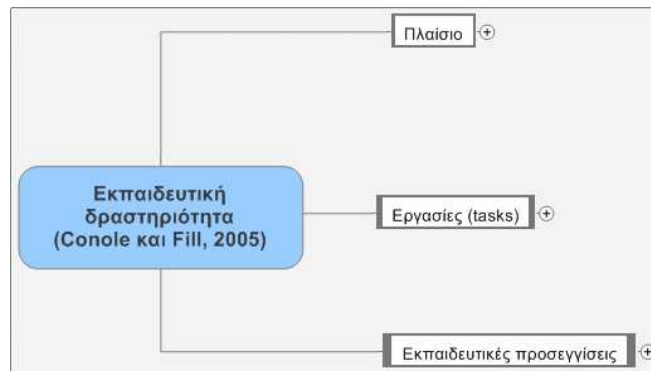 Πλαίσιο
Εκπαιδευτική
δραστηριότητα
(Conole και Fill, 2005)
Εργασίες (tasks)
Εκπαιδευτικές προσεγγίσεις